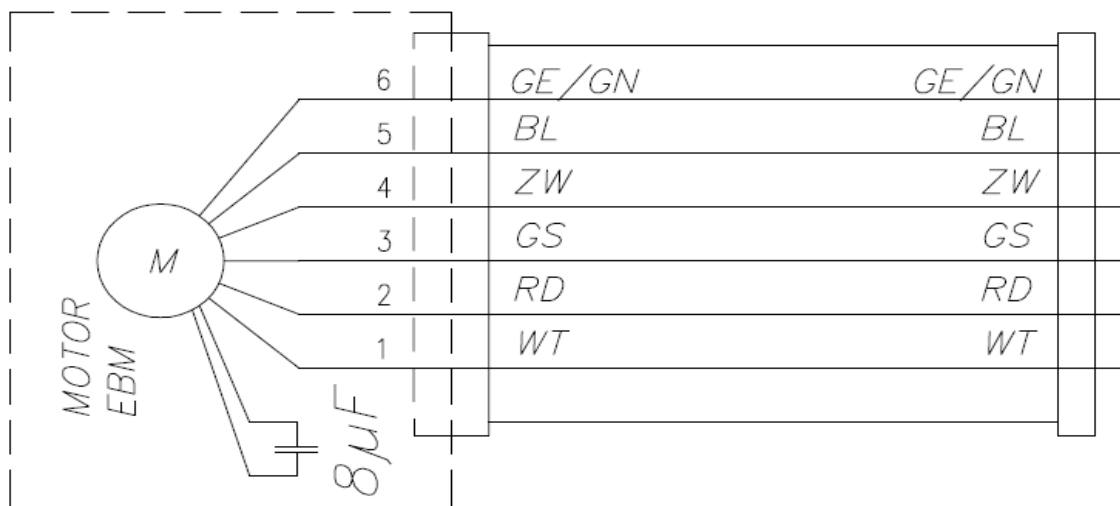 6 GE/GN GE/GN
5 BL BL
4 ZW ZW
3 GS GS
M
2 RD RD
1 WT WT
MOTOR
EBM
8µF